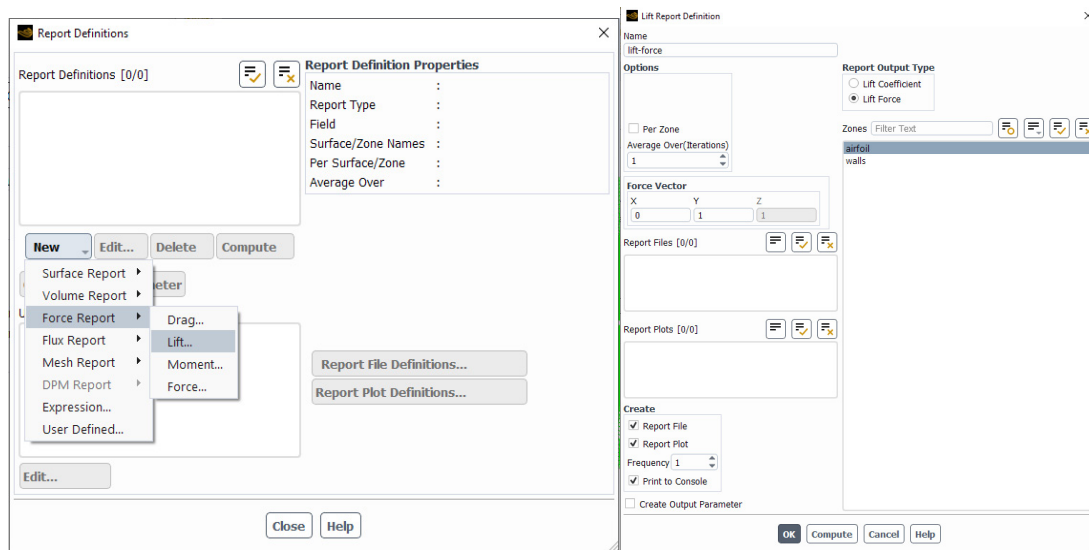 Report Definitions
Report Definitions [0/0]
Report Definition Properties
Name :
Report Type :
Field :
Surface/Zone Names :
Per Surface/Zone :
Average Over :
New Edit... Delete Compute
Surface Report
Volume Report
Force Report
Flux Report
Mesh Report
DPM Report
Expression...
User Defined...
Drag...
Lift...
Moment...
Force...
Report File Definitions...
Report Plot Definitions...
Edit...
Close Help
Lift Report Definition
Name
lift-force
Options
Per Zone
Average Over(Iterations)
1
Force Vector
X Y Z
0 1 1
Report Files [0/0]
Report Plots [0/0]
Create
Report File
Report Plot
Frequency 1
Print to Console
Create Output Parameter
Report Output Type
Lift Coefficient
Lift Force
Zones Filter Text
airfoil
walls
OK Compute Cancel Help